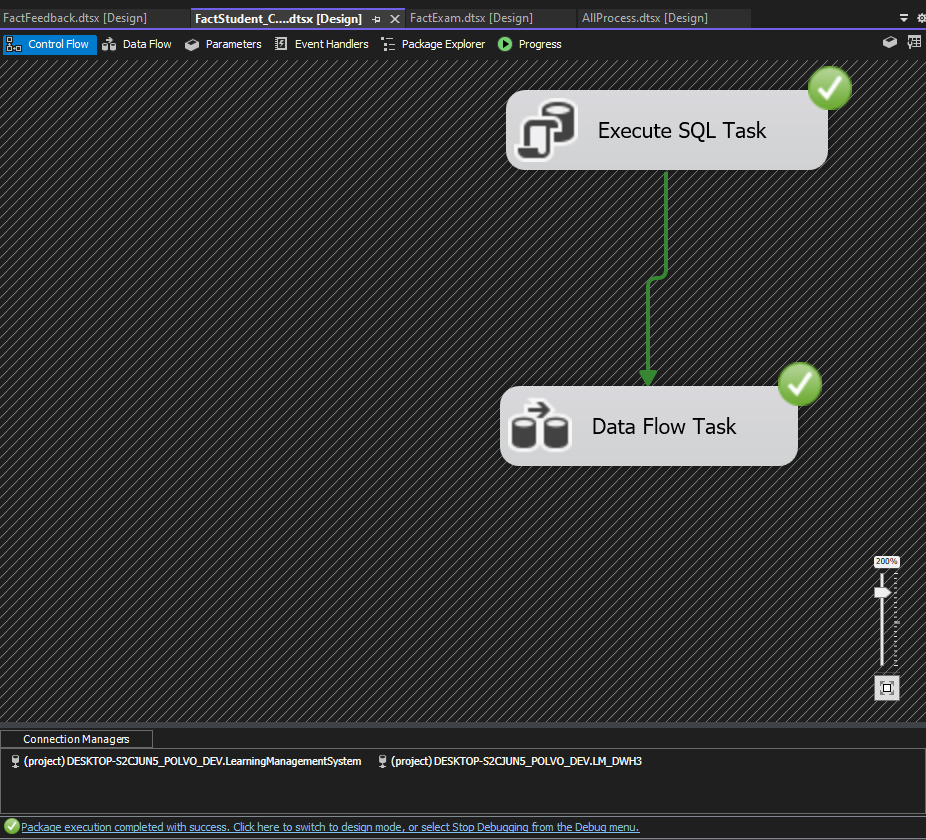 FactFeedback.dtsx [Design] FactStudent_C....dtsx [Design] FactExam.dtsx [Design] AllProcess.dtsx [Design]
Control Flow Data Flow Parameters Event Handlers Package Explorer Progress
Execute SQL Task
Data Flow Task
200%
Connection Managers
(project) DESKTOP-S2CJUN5_POLVO_DEV.LearningManagementSystem (project) DESKTOP-S2CJUN5_POLVO_DEV.LM_DWH3
Package execution completed with success. Click here to switch to design mode, or select Stop Debugging from the Debug menu.